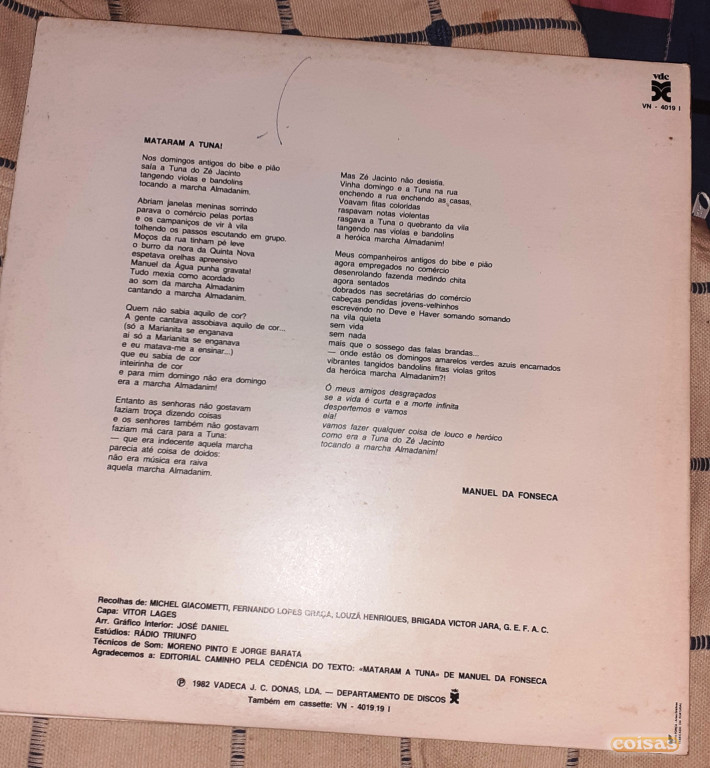 vdc
VN - 4019 I
MATARAM A TUNA!
Nos domingos antigos do bibe e pião
saía a Tuna do Zé Jacinto
tangendo violas e bandolins
tocando a marcha Almadanim.
Abriam janelas meninas sorrindo
parava o comércio pelas portas
e os campaniços de vir à vila
tolhendo os passos escutando em grupo.
Moços da rua tinham pé leve
o burro da nora da Quinta Nova
espetava orelhas apreensivo
Manuel da Água punha gravata!
Tudo mexia como acordado
ao som da marcha Almadanim
cantando a marcha Almadanim.
Quem não sabia aquilo de cor?
A gente cantava assobiava aquilo de cor...
(só a Marianita se enganava
ai só a Marianita se enganava
e eu matava-me a ensinar...)
que eu sabia de cor
inteirinha de cor
e para mim domingo não era domingo
era a marcha Almadanim!
Entanto as senhoras não gostavam
faziam troça dizendo coisas
e os senhores também não gostavam
faziam má cara para a Tuna:
— que era indecente aquela marcha
parecia até coisa de doidos:
não era música era raiva
aquela marcha Almadanim.
Mas Zé Jacinto não desistia.
Vinha domingo e a Tuna na rua
enchendo a rua enchendo as casas,
Voavam fitas coloridas
raspavam notas violentas
rasgava a Tuna o quebranto da vila
tangendo nas violas e bandolins
a heróica marcha Almadanim!
Meus companheiros antigos do bibe e pião
agora empregados no comércio
desenrolando fazenda medindo chita
agora sentados
dobrados nas secretárias do comércio
cabeças pendidas jovens-velhinhos
escrevendo no Deve e Haver somando somando
na vila quieta
sem vida
sem nada
mais que o sossego das falas brandas...
— onde estão os domingos amarelos verdes azuis encarnados
vibrantes tangidos bandolins fitas violas gritos
da heróica marcha Almadanim?!
Ó meus amigos desgraçados
se a vida é curta e a morte infinita
despertemos e vamos
eia!
vamos fazer qualquer coisa de louco e heróico
como era a Tuna do Zé Jacinto
tocando a marcha Almadanim!
MANUEL DA FONSECA
Recolhas de: MICHEL GIACOMETTI, FERNANDO LOPES GRAÇA, LOUZÃ HENRIQUES, BRIGADA VICTOR JARA, G. E. F. A. C.
Capa: VITOR LAGES
Arr. Gráfico Interior: JOSÉ DANIEL
Estúdios: RÁDIO TRIUNFO
Técnicos de Som: MORENO PINTO E JORGE BARATA
Agradecemos a: EDITORIAL CAMINHO PELA CEDÊNCIA DO TEXTO: «MATARAM A TUNA» DE MANUEL DA FONSECA
℗ 1982 VADECA J. C. DONAS, LDA. — DEPARTAMENTO DE DISCOS
Também em cassette: VN - 4019.19 I
coisas